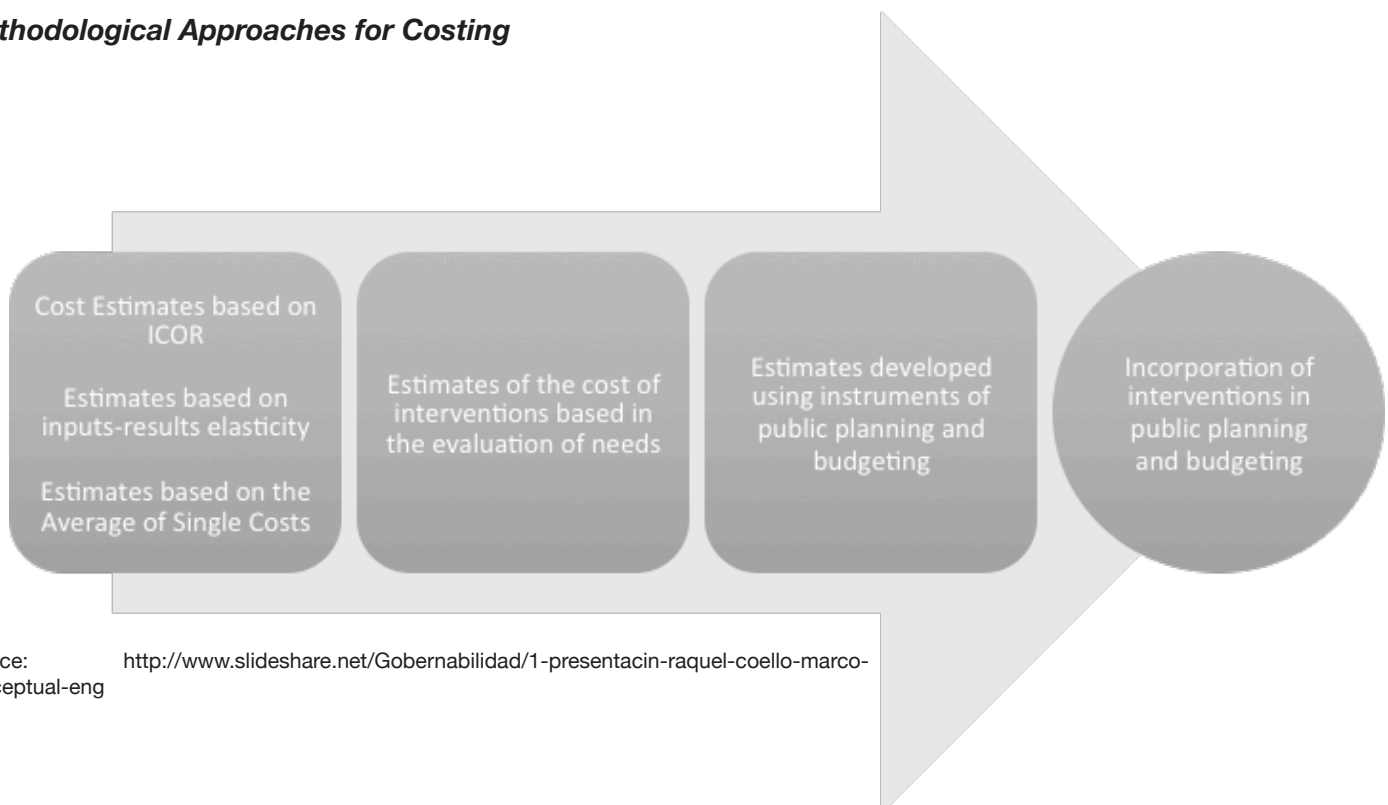 thodological Approaches for Costing
Cost Estimates based on
ICOR
Estimates based on
inputs-results elasticity
Estimates based on the
Average of Single Costs
Estimates of the cost of
interventions based in
the evaluation of needs
Estimates developed
using instruments of
public planning and
budgeting
Incorporation of
interventions in
public planning
and budgeting
ce: http://www.slideshare.net/Gobernabilidad/1-presentacin-raquel-coello-marco-
ceptual-eng